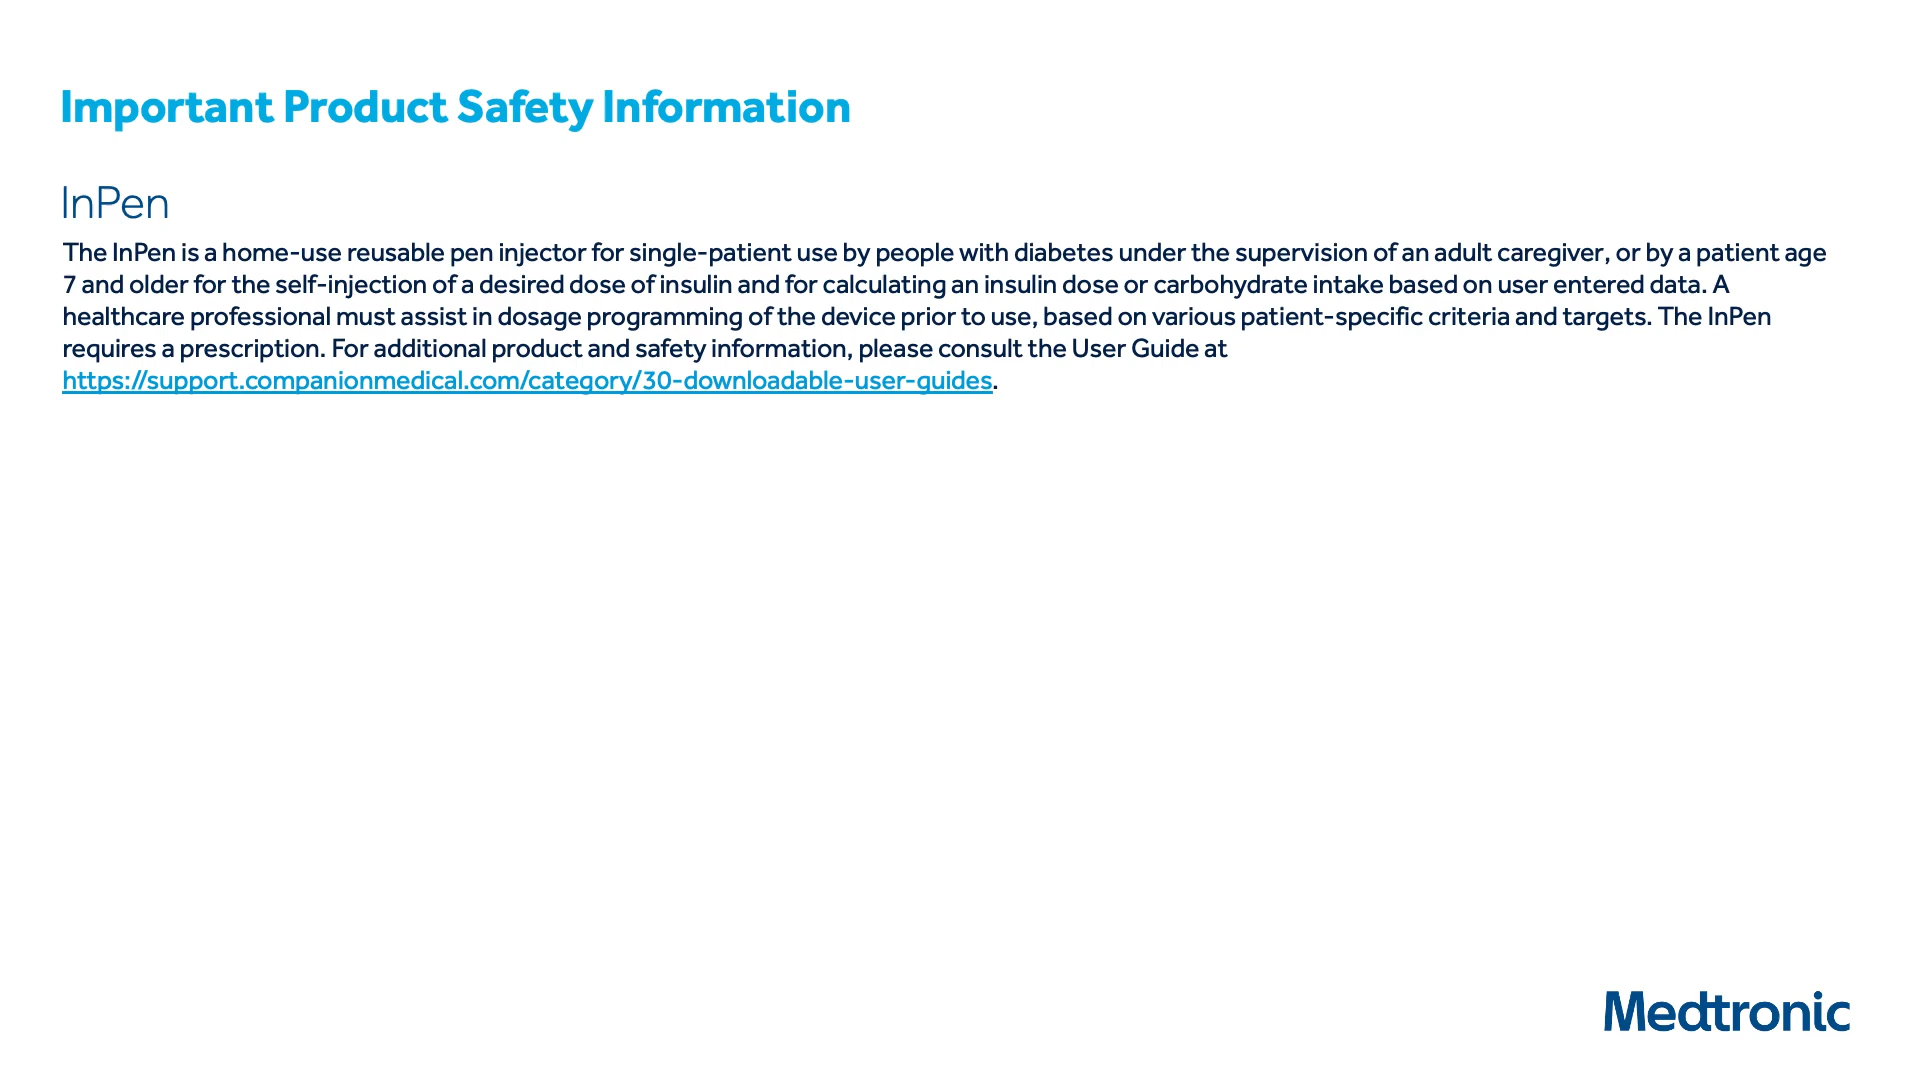 Important Product Safety Information
InPen
The InPen is a home-use reusable pen injector for single-patient use by people with diabetes under the supervision of an adult caregiver, or by a patient age
7 and older for the self-injection of a desired dose of insulin and for calculating an insulin dose or carbohydrate intake based on user entered data. A
healthcare professional must assist in dosage programming of the device prior to use, based on various patient-specific criteria and targets. The InPen
requires a prescription. For additional product and safety information, please consult the User Guide at
https://support.companionmedical.com/category/30-downloadable-user-guides.
Medtronic